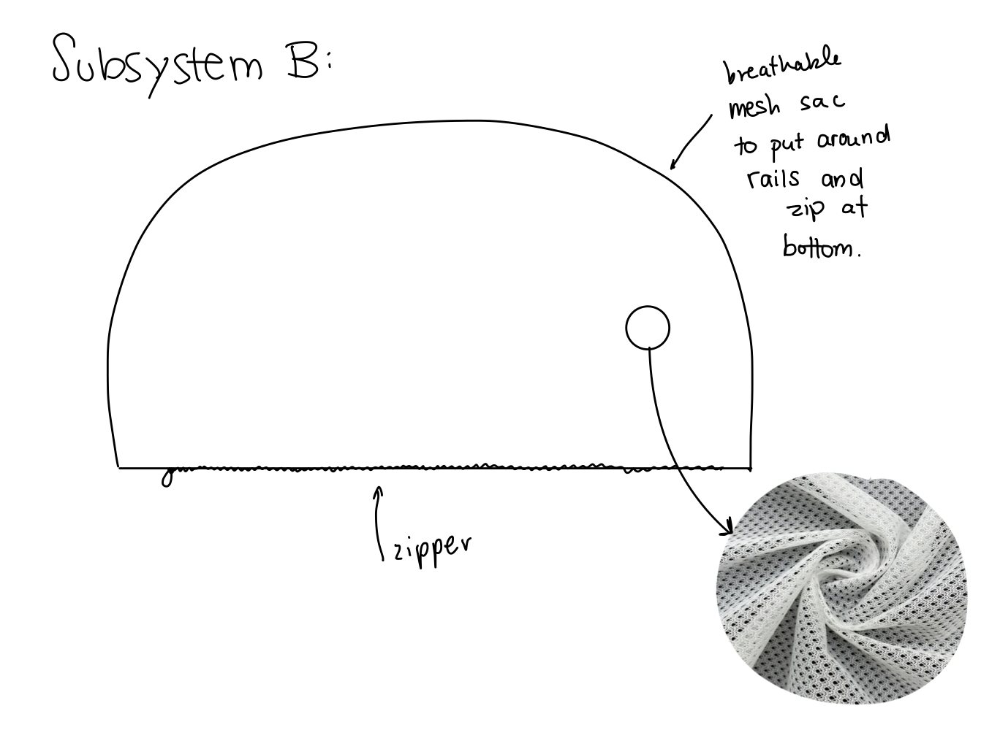 Subsystem B:
breathable
mesh sac
to put around
rails and
zip at
bottom.
zipper